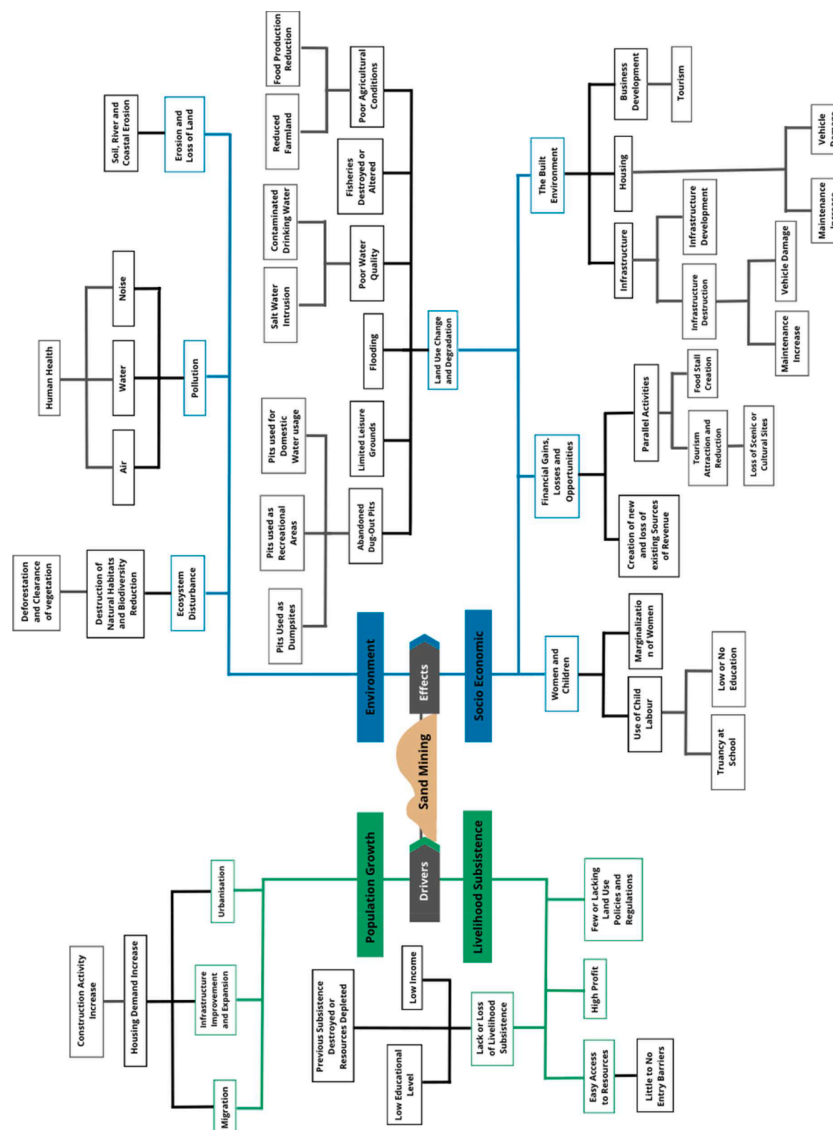 Construction Activity
Increase
Housing Demand Increase
Migration
Infrastructure
Improvement
and Expansion
Urbanisation
Population Growth
Low Educational
Level
Previous Subsistence
Destroyed or
Resources Depleted
Low Income
Lack or Loss
of Livelihood
Subsistence
Drivers
Livelihood Subsistence
Easy Access
to Resources
High Profit
Few or Lacking
Land Use
Policies and
Regulations
Little to No
Entry Barriers
Sand Mining
Effects
Environment
Deforestation
and Clearance
of vegetation
Destruction of
Natural Habitats
and Biodiversity
Reduction
Ecosystem
Disturbance
Human Health
Air
Water
Noise
Pollution
Soil, River and
Coastal Erosion
Erosion and
Loss of Land
Pits Used as
Dumpsites
Pits used as
Recreational
Areas
Pits used for
Domestic
Water usage
Salt Water
Intrusion
Contaminated
Drinking Water
Reduced
Farmland
Food Production
Reduction
Abandoned
Dug-Out Pits
Limited Leisure
Grounds
Flooding
Poor Water
Quality
Fisheries
Destroyed or
Altered
Poor Agricultural
Conditions
Land Use Change
and Degradation
Socio Economic
Women and
Children
Use of Child
Labour
Marginalizatio
n of Women
Truancy at
School
Low or No
Education
Financial Gains,
Losses and
Opportunities
Creation of new
and loss of
existing Sources
of Revenue
Parallel Activities
Tourism
Attraction and
Reduction
Food Stall
Creation
Loss of Scenic or
Cultural Sites
The Built
Environment
Infrastructure
Housing
Business
Development
Infrastructure
Destruction
Infrastructure
Development
Tourism
Maintenance
Increase
Vehicle Damage
Maintenance
Vehicle